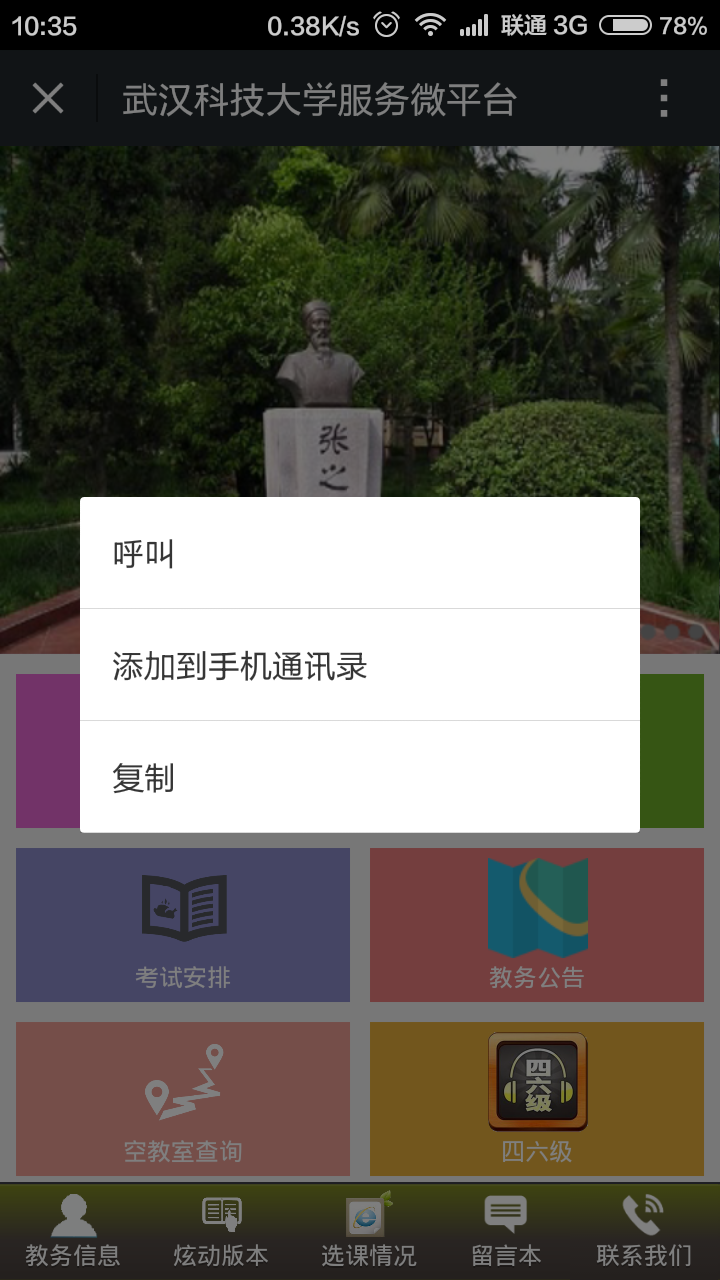 10:35 0.38K/s 联通 3G 78%
武汉科技大学服务微平台
张之
呼叫
添加到手机通讯录
复制
考试安排 教务公告
四六级
空教室查询 四六级
教务信息 炫动版本 选课情况 留言本 联系我们